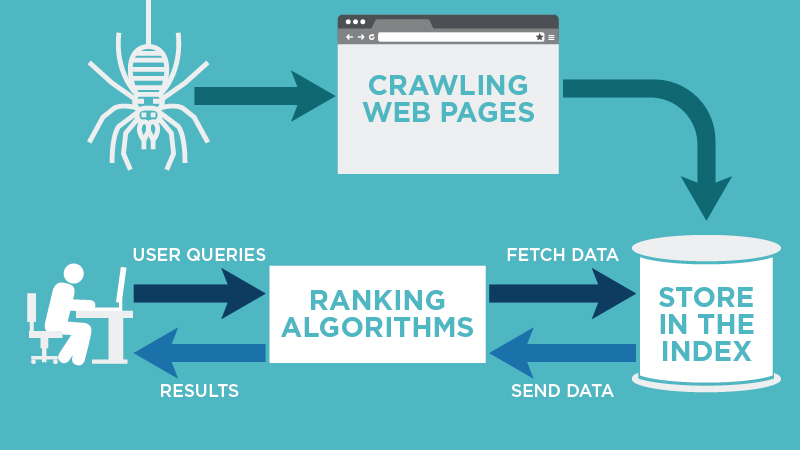 CRAWLING
WEB PAGES
USER QUERIES
FETCH DATA
RANKING
ALGORITHMS
STORE
IN THE
INDEX
RESULTS
SEND DATA